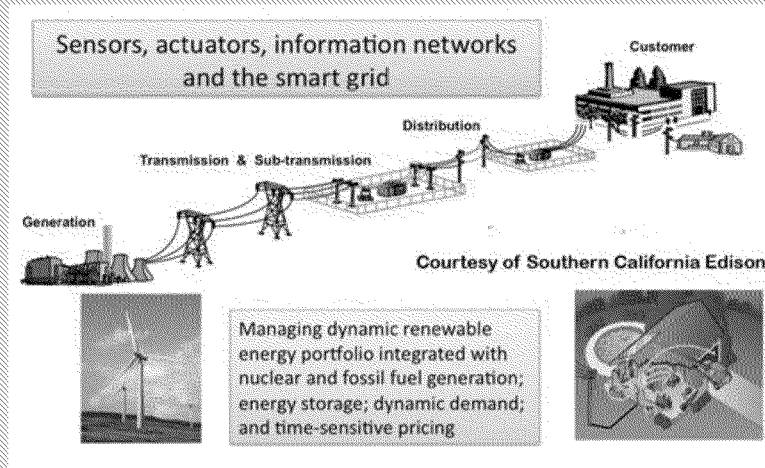 Sensors, actuators, information networks
and the smart grid
Customer
Distribution
Transmission & Sub-transmission
Generation
Courtesy of Southern California Edison
Managing dynamic renewable
energy portfolio integrated with
nuclear and fossil fuel generation;
energy storage; dynamic demand;
and time-sensitive pricing